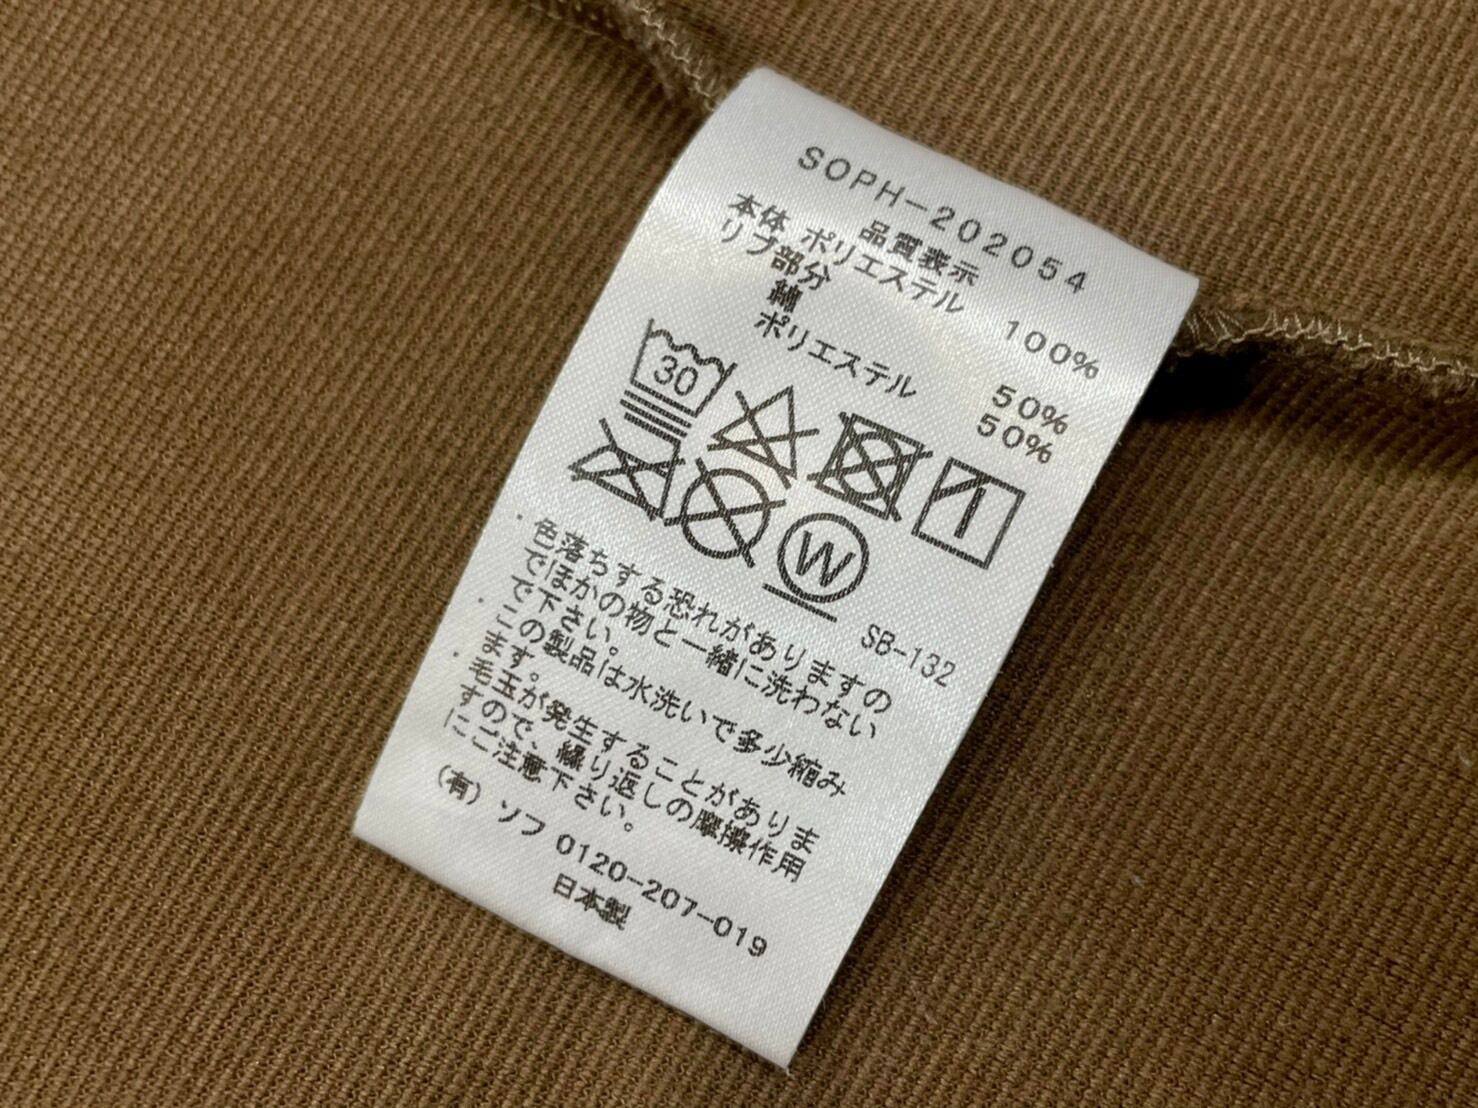 SOPH-202054
品質表示
本体 ポリエステル 100%
リブ部分
綿 50%
ポリエステル 50%
30
W
SB-132
・色落ちする恐れがありますの
でほかの物と一緒に洗わない
で下さい。
・この製品は水洗いで多少縮み
ます。
・毛玉が発生することがありま
すので、繰り返しの摩擦作用
にご注意下さい。
(有) ソフ 0120-207-019
日本製